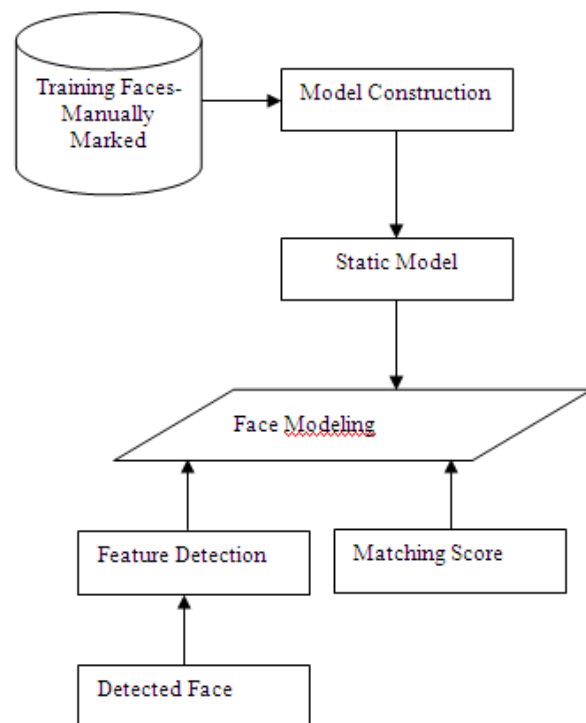 Training Faces-
Manually
Marked
Model Construction
Static Model
Face Modeling
Feature Detection
Matching Score
Detected Face